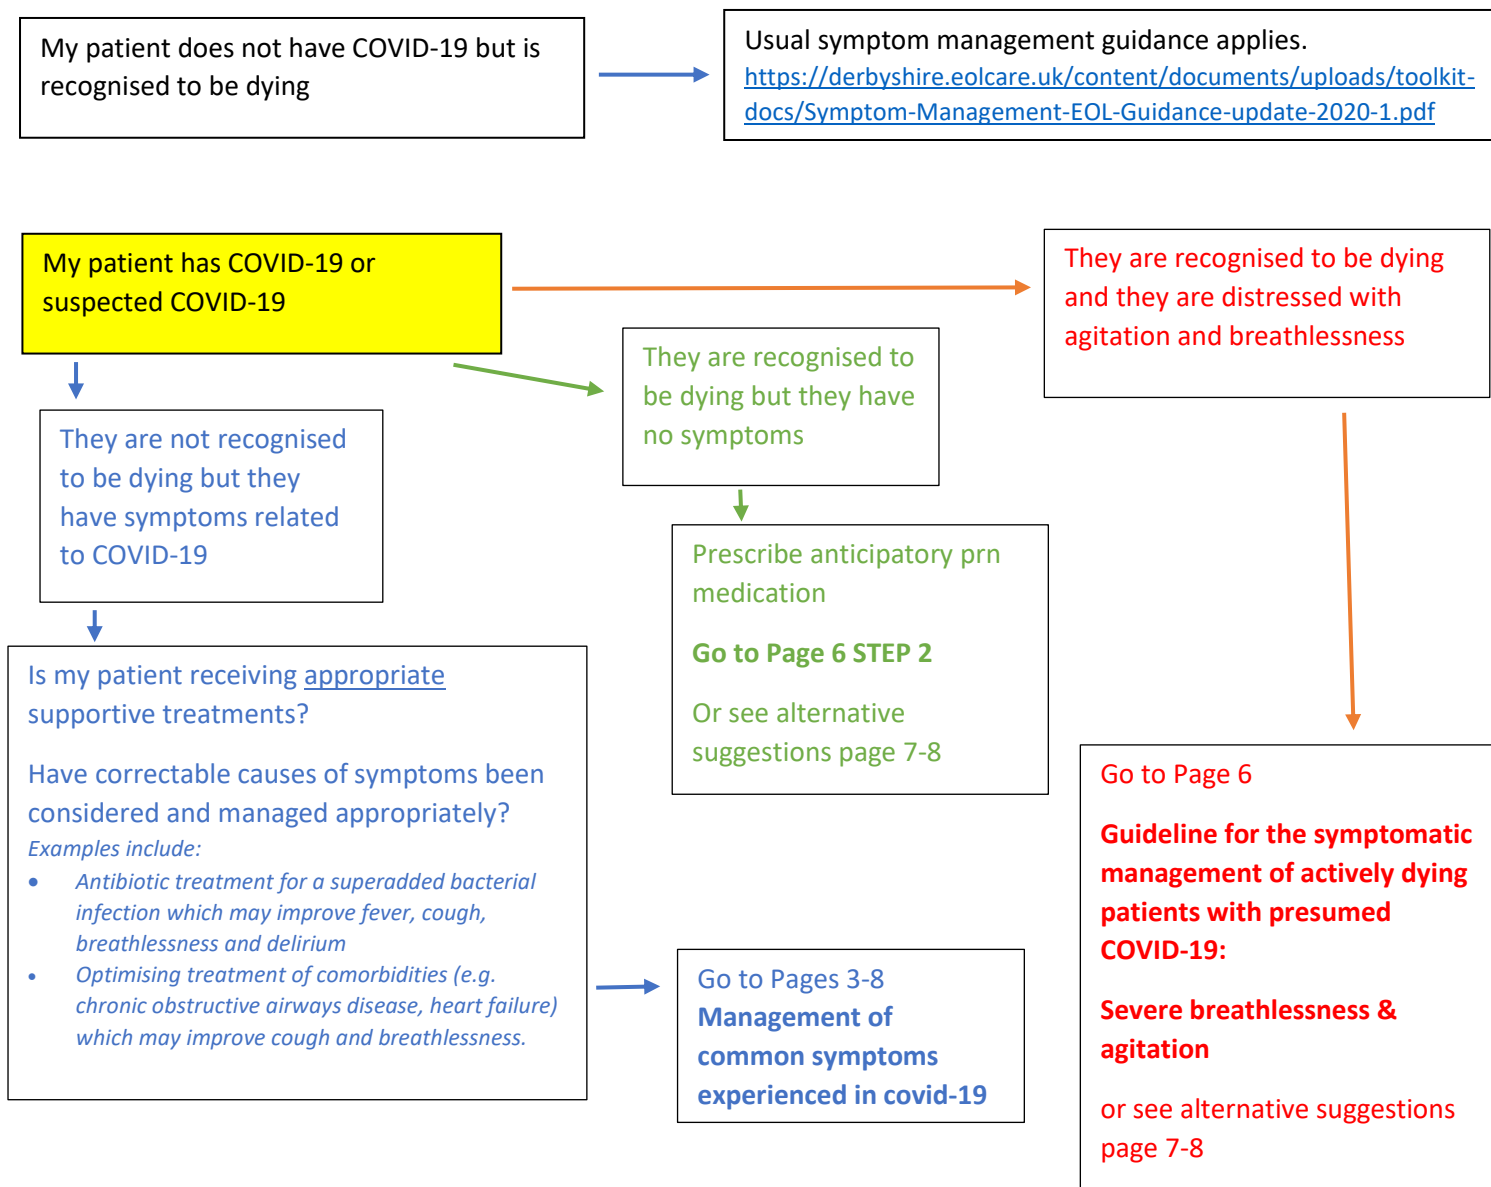 My patient does not have COVID-19 but is
recognised to be dying
Usual symptom management guidance applies.
https://derbyshire.eolcare.uk/content/documents/uploads/toolkit-
docs/Symptom-Management-EOL-Guidance-update-2020-1.pdf
My patient has COVID-19 or
suspected COVID-19
They are recognised to be dying
and they are distressed with
agitation and breathlessness
They are recognised to
be dying but they have
no symptoms
They are not recognised
to be dying but they
have symptoms related
to COVID-19
Prescribe anticipatory prn
medication
Go to Page 6 STEP 2
Or see alternative
suggestions page 7-8
Is my patient receiving appropriate
supportive treatments?
Have correctable causes of symptoms been
considered and managed appropriately?
Examples include:
• Antibiotic treatment for a superadded bacterial
infection which may improve fever, cough,
breathlessness and delirium
• Optimising treatment of comorbidities (e.g.
chronic obstructive airways disease, heart failure)
which may improve cough and breathlessness.
Go to Pages 3-8
Management of
common symptoms
experienced in covid-19
Go to Page 6
Guideline for the symptomatic
management of actively dying
patients with presumed
COVID-19:
Severe breathlessness &
agitation
or see alternative suggestions
page 7-8